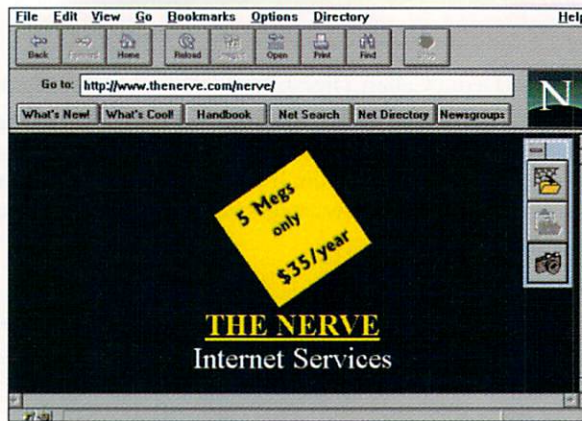 File Edit View Go Bookmarks Options Directory Help
Back Forward Home Reload Images Open Print Find Stop
Go to: http://www.thenerve.com/nerve/
N
What's New! What's Cool! Handbook Net Search Net Directory Newsgroups
5 Megs
only
$35/year
THE NERVE
Internet Services